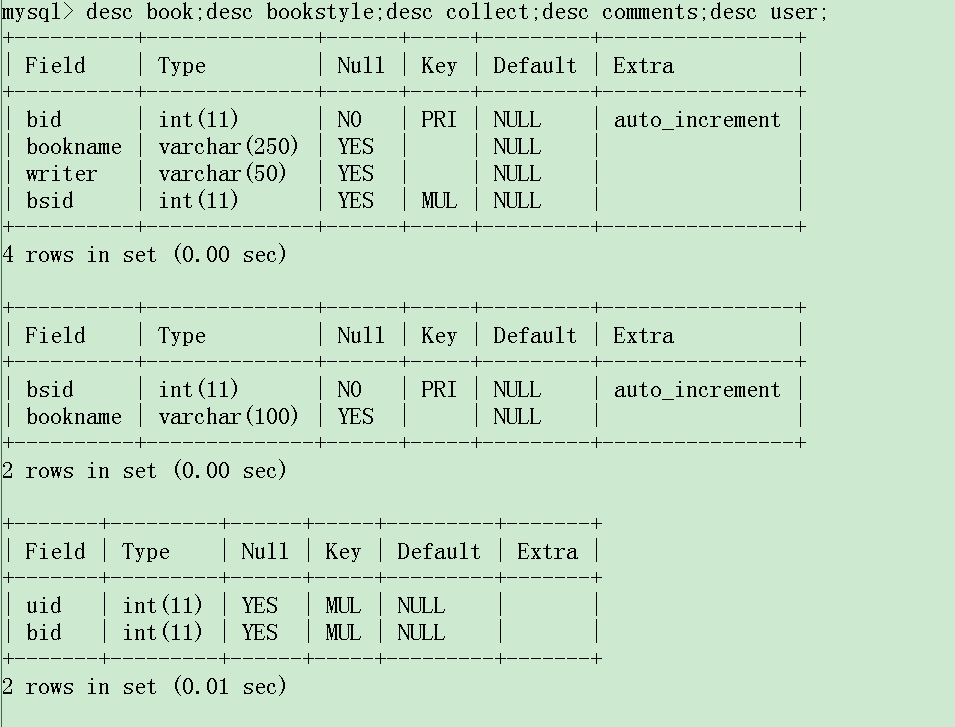 mysql> desc book;desc bookstyle;desc collect;desc comments;desc user;
+----------+--------------+------+-----+---------+----------------+
| Field    | Type         | Null | Key | Default | Extra          |
+----------+--------------+------+-----+---------+----------------+
| bid      | int(11)      | NO   | PRI | NULL    | auto_increment |
| bookname | varchar(250) | YES  |     | NULL    |                |
| writer   | varchar(50)  | YES  |     | NULL    |                |
| bsid     | int(11)      | YES  | MUL | NULL    |                |
+----------+--------------+------+-----+---------+----------------+
4 rows in set (0.00 sec)

+----------+--------------+------+-----+---------+----------------+
| Field    | Type         | Null | Key | Default | Extra          |
+----------+--------------+------+-----+---------+----------------+
| bsid     | int(11)      | NO   | PRI | NULL    | auto_increment |
| bookname | varchar(100) | YES  |     | NULL    |                |
+----------+--------------+------+-----+---------+----------------+
2 rows in set (0.00 sec)

+-------+---------+------+-----+---------+-------+
| Field | Type    | Null | Key | Default | Extra |
+-------+---------+------+-----+---------+-------+
| uid   | int(11) | YES  | MUL | NULL    |       |
| bid   | int(11) | YES  | MUL | NULL    |       |
+-------+---------+------+-----+---------+-------+
2 rows in set (0.01 sec)